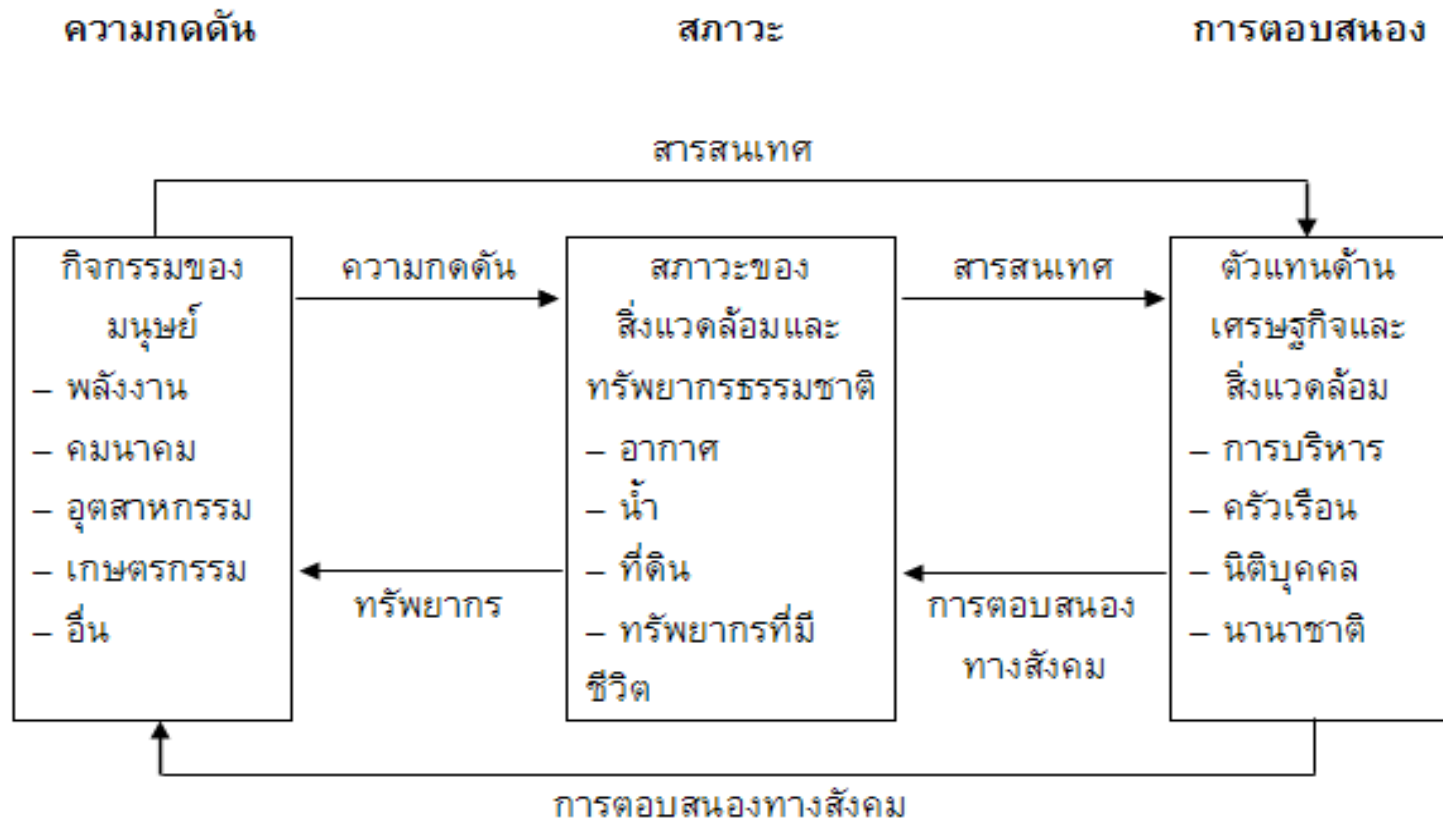 ความกดดัน
สภาวะ
การตอบสนอง
สารสนเทศ
กิจกรรมของ
มนุษย์
– พลังงาน
– คมนาคม
– อุตสาหกรรม
– เกษตรกรรม
– อื่น
ความกดดัน
ทรัพยากร
สภาวะของ
สิ่งแวดล้อมและ
ทรัพยากรธรรมชาติ
– อากาศ
– น้ำ
– ที่ดิน
– ทรัพยากรที่มี
ชีวิต
สารสนเทศ
การตอบสนอง
ทางสังคม
ตัวแทนด้าน
เศรษฐกิจและ
สิ่งแวดล้อม
– การบริหาร
– ครัวเรือน
– นิติบุคคล
– นานาชาติ
การตอบสนองทางสังคม